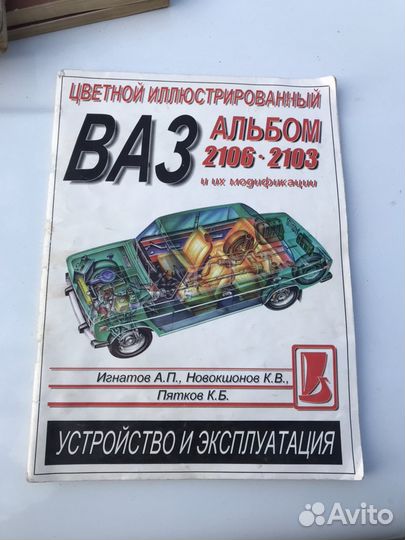 ЦВЕТНОЙ ИЛЛЮСТРИРОВАННЫЙ
ВАЗ АЛЬБОМ
2106 · 2103
и их модификации
Игнатов А.П., Новокшонов К.В.,
Пятков К.Б.
УСТРОЙСТВО И ЭКСПЛУАТАЦИЯ
Avito